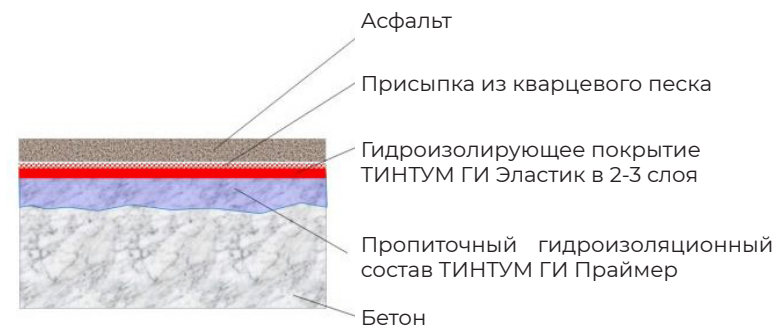 Асфальт
Присыпка из кварцевого песка
Гидроизолирующее покрытие
ТИНТУМ ГИ Эластик в 2-3 слоя
Пропиточный гидроизоляционный
состав ТИНТУМ ГИ Праймер
Бетон